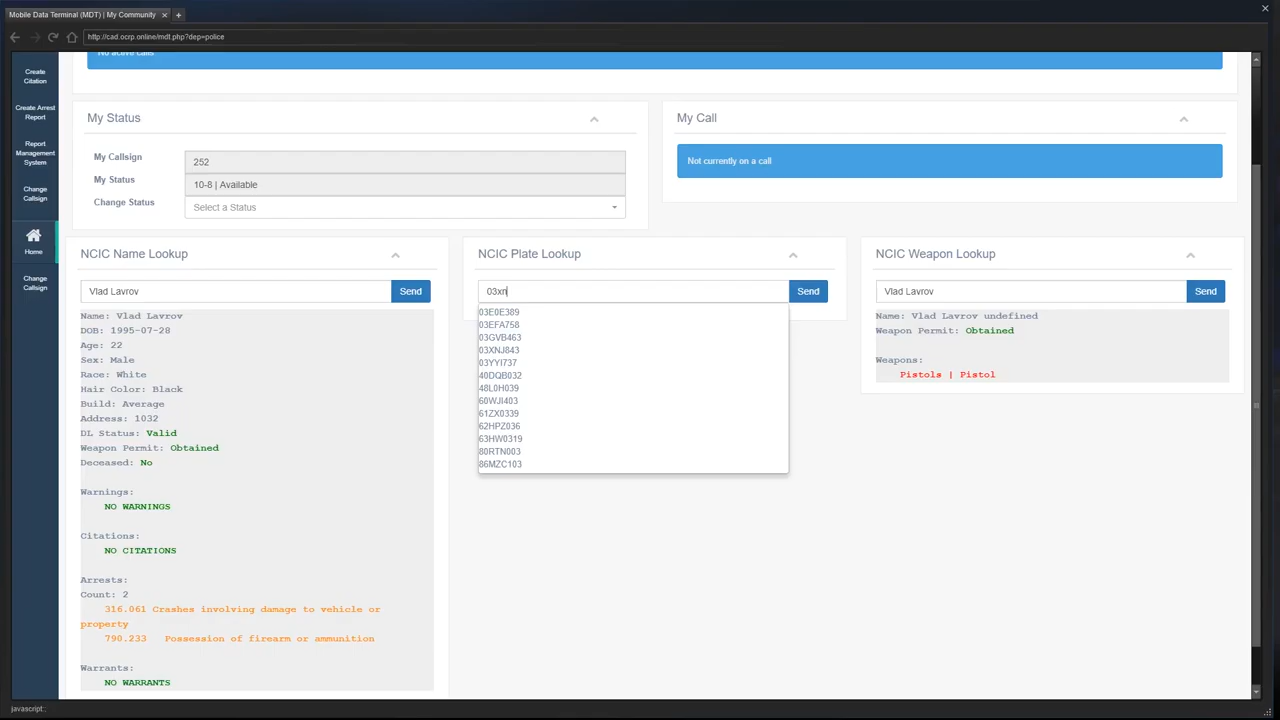 Mobile Data Terminal (MDT) | My Community
http://cad.ocrp.online/mdt.php?dep=police
Create
Citation
Create Arrest
Report
Report
Management
System
Change
Callsign
Home
Change
Callsign
No acive calls
My Status
My Callsign
252
My Status
10-8 | Available
Change Status
Select a Status
My Call
Not currently on a call
NCIC Name Lookup
Vlad Lavrov
Send
Name: Vlad Lavrov
DOB: 1995-07-28
Age: 22
Sex: Male
Race: White
Hair Color: Black
Build: Average
Address: 1032
DL Status: Valid
Weapon Permit: Obtained
Deceased: No
Warnings:
NO WARNINGS
Citations:
NO CITATIONS
Arrests:
Count: 2
316.061 Crashes involving damage to vehicle or
property
790.233 Possession of firearm or ammunition
Warrants:
NO WARRANTS
NCIC Plate Lookup
03xn
Send
03E0E389
03EFA758
03GVB463
03XNJ843
03YYI737
40DQB032
48L0H039
60WJI403
61ZX0339
62HPZ036
63HW0319
80RTN003
86MZC103
NCIC Weapon Lookup
Vlad Lavrov
Send
Name: Vlad Lavrov undefined
Weapon Permit: Obtained
Weapons:
Pistols | Pistol
javascript:;